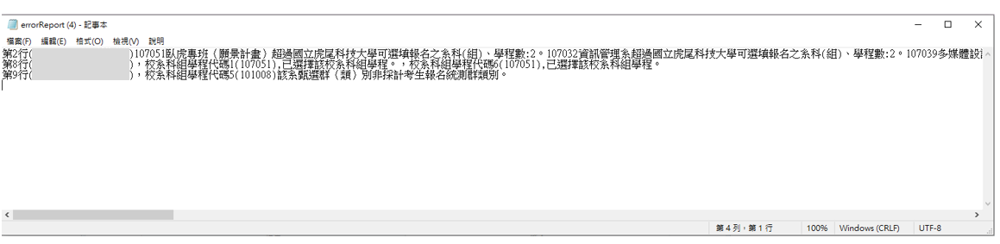 errorReport (4) - 記事本
檔案(F) 編輯(E) 格式(O) 檢視(V) 說明
第2行( )107051臥虎專班（願景計畫）超過國立虎尾科技大學可選填報名之系科(組)、學程數:2。107032資訊管理系超過國立虎尾科技大學可選填報名之系科(組)、學程數:2。107039多媒體設計
第8行( )，校系科組學程代碼1(107051),已選擇該校系科組學程。，校系科組學程代碼6(107051),已選擇該校系科組學程。
第9行( )，校系科組學程代碼5(101008)該系甄選群（類）別非採計考生報名統測群類別。
第 4 列，第 1 行 100% Windows (CRLF) UTF-8